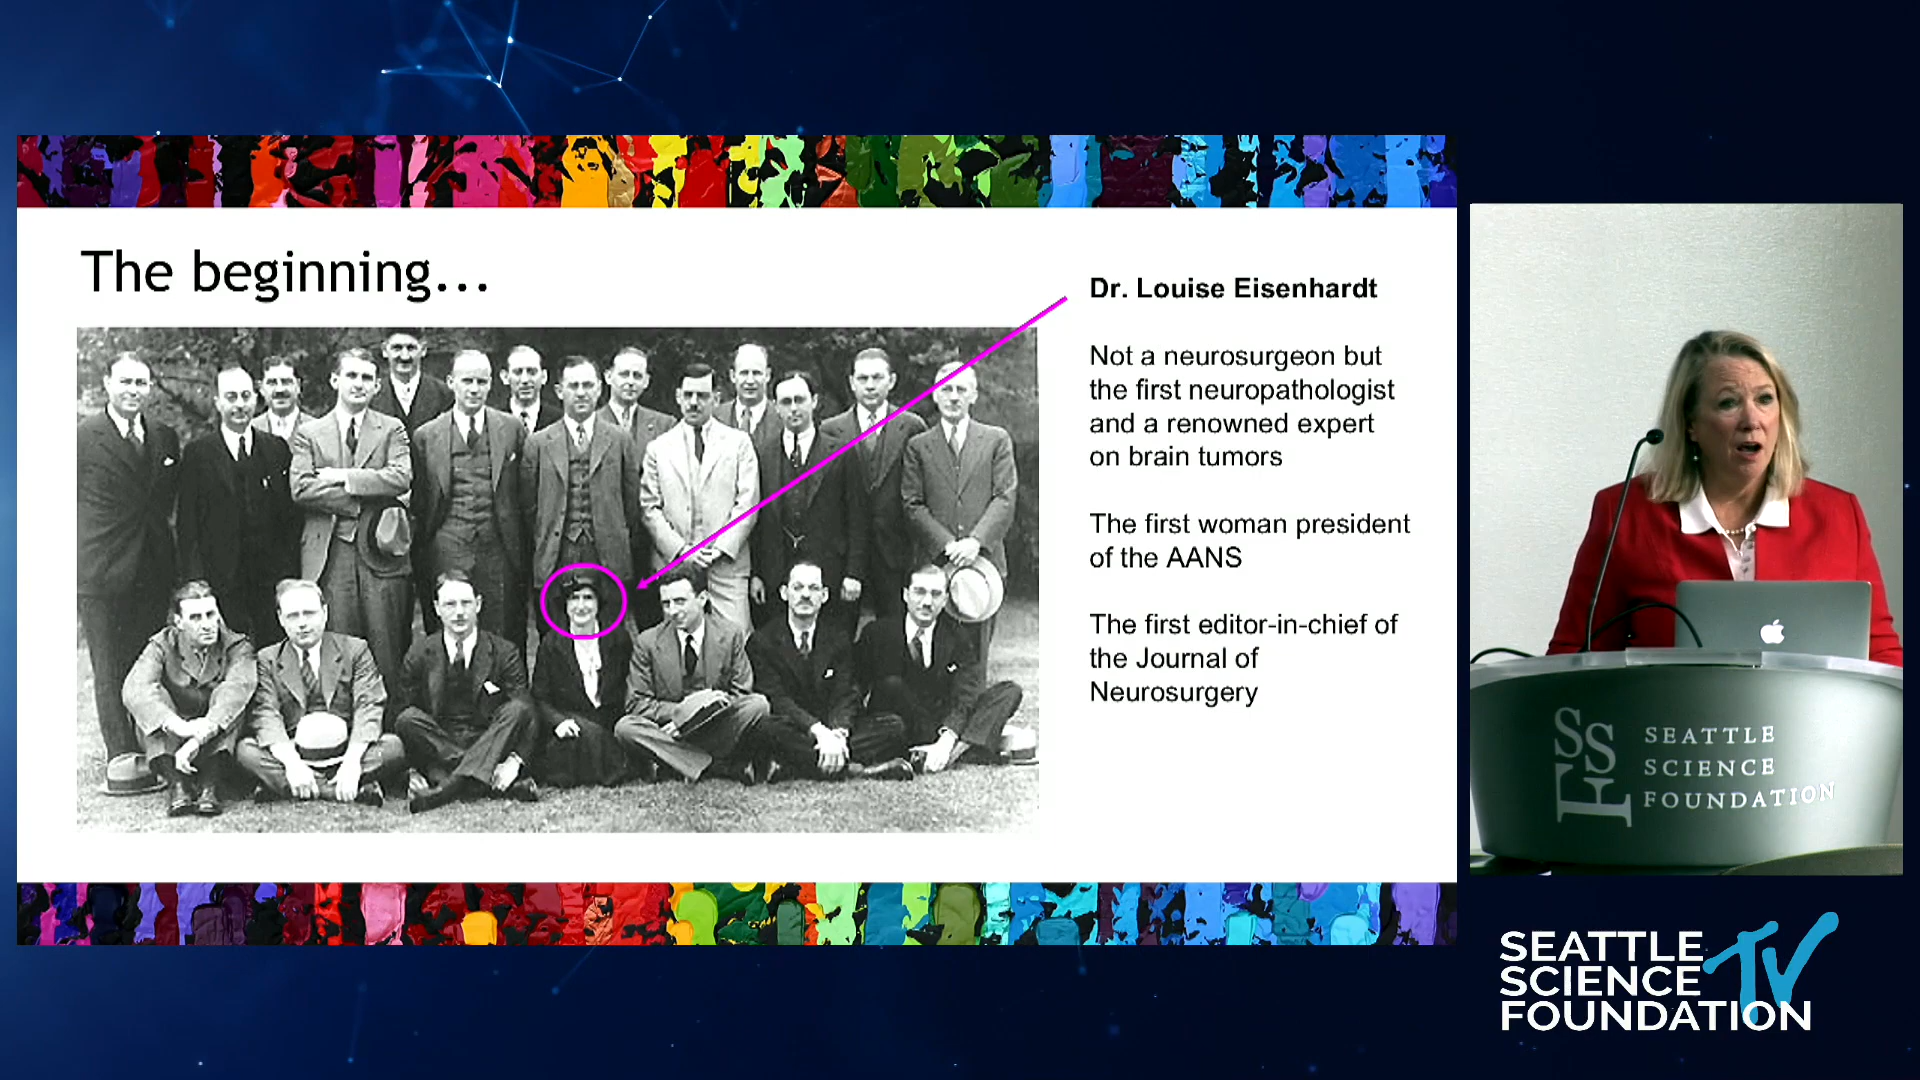 The beginning...
Dr. Louise Eisenhardt
Not a neurosurgeon but
the first neuropathologist
and a renowned expert
on brain tumors
The first woman president
of the AANS
The first editor-in-chief of
the Journal of
Neurosurgery
SSF
SEATTLE
SCIENCE
FOUNDATION
SEATTLE
SCIENCE
FOUNDATION
TV